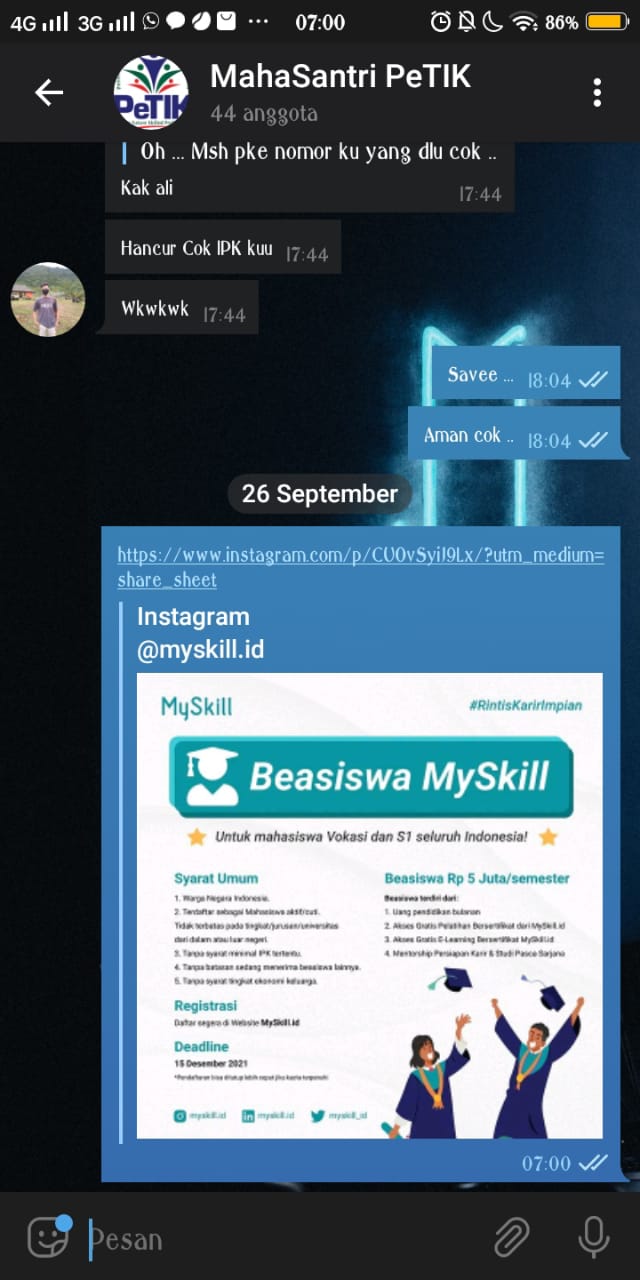 4G 3G 07:00 86%
PeTIK
MahaSantri PeTIK
44 anggota
Oh ... Msh pke nomor ku yang dlu cok ..
Kak ali 17:44
Hancur Cok IPK kuu 17:44
Wkwkwk 17:44
Savee ... 18:04
Aman cok .. 18:04
26 September
https://www.instagram.com/p/CUOvSyiJ9Lx/?utm_medium=
share_sheet
Instagram
@myskill.id
MySkill #RintisKarirImpian
Beasiswa MySkill
Untuk mahasiswa Vokasi dan S1 seluruh Indonesia!
Syarat Umum
1. Warga Negara Indonesia.
2. Terdaftar sebagai Mahasiswa aktif/cuti.
Tidak terbatas pada tingkat/jurusan/universitas
dari dalam atau luar negeri.
3. Tanpa syarat minimal IPK tertentu.
4. Tanpa batasan sedang menerima beasiswa lainnya.
5. Tanpa syarat tingkat ekonomi keluarga.
Registrasi
Daftar segera di Website MySkill.id
Deadline
15 Desember 2021
*Pendaftaran bisa ditutup lebih cepat jika kuota terpenuhi
Beasiswa Rp 5 Juta/semester
Beasiswa terdiri dari:
1. Uang pendidikan bulanan
2. Akses Gratis Pelatihan Bersertifikat dari MySkill.id
3. Akses Gratis E-Learning Bersertifikat MySkill.id
4. Mentorship Persiapan Karir & Studi Pasca Sarjana
myskill.id myskill.id myskill_id
07:00
Pesan